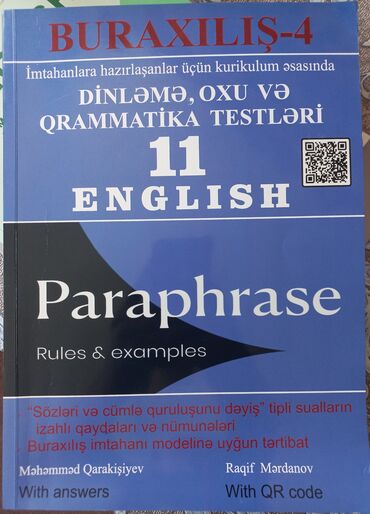 BURAXILIŞ-4
İmtahanlara hazırlaşanlar üçün kurikulum əsasında
DİNLƏMƏ, OXU VƏ
QRAMMATİKA TESTLƏRİ
11
ENGLISH
Paraphrase
Rules & examples
"Sözləri və cümlə quruluşunu dəyiş" tipli sualların
izahlı qaydaları və nümunələri
Buraxılış imtahanı modelinə uyğun tərtibat
Məhəmməd Qarakişiyev
Raqif Mərdanov
With answers
With QR code